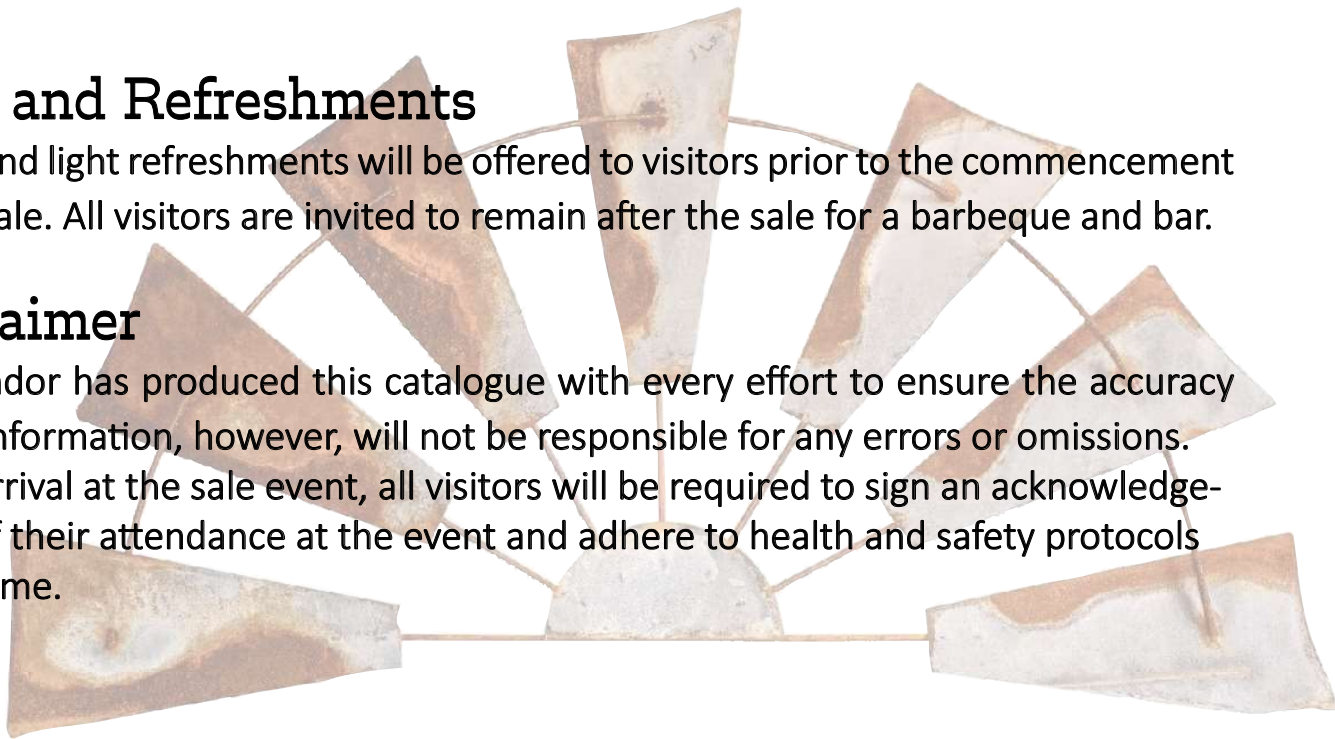 and Refreshments
nd light refreshments will be offered to visitors prior to the commencement
ale. All visitors are invited to remain after the sale for a barbeque and bar.
aimer
dor has produced this catalogue with every effort to ensure the accuracy
nformation, however, will not be responsible for any errors or omissions.
rrival at the sale event, all visitors will be required to sign an acknowledge-
f their attendance at the event and adhere to health and safety protocols
me.